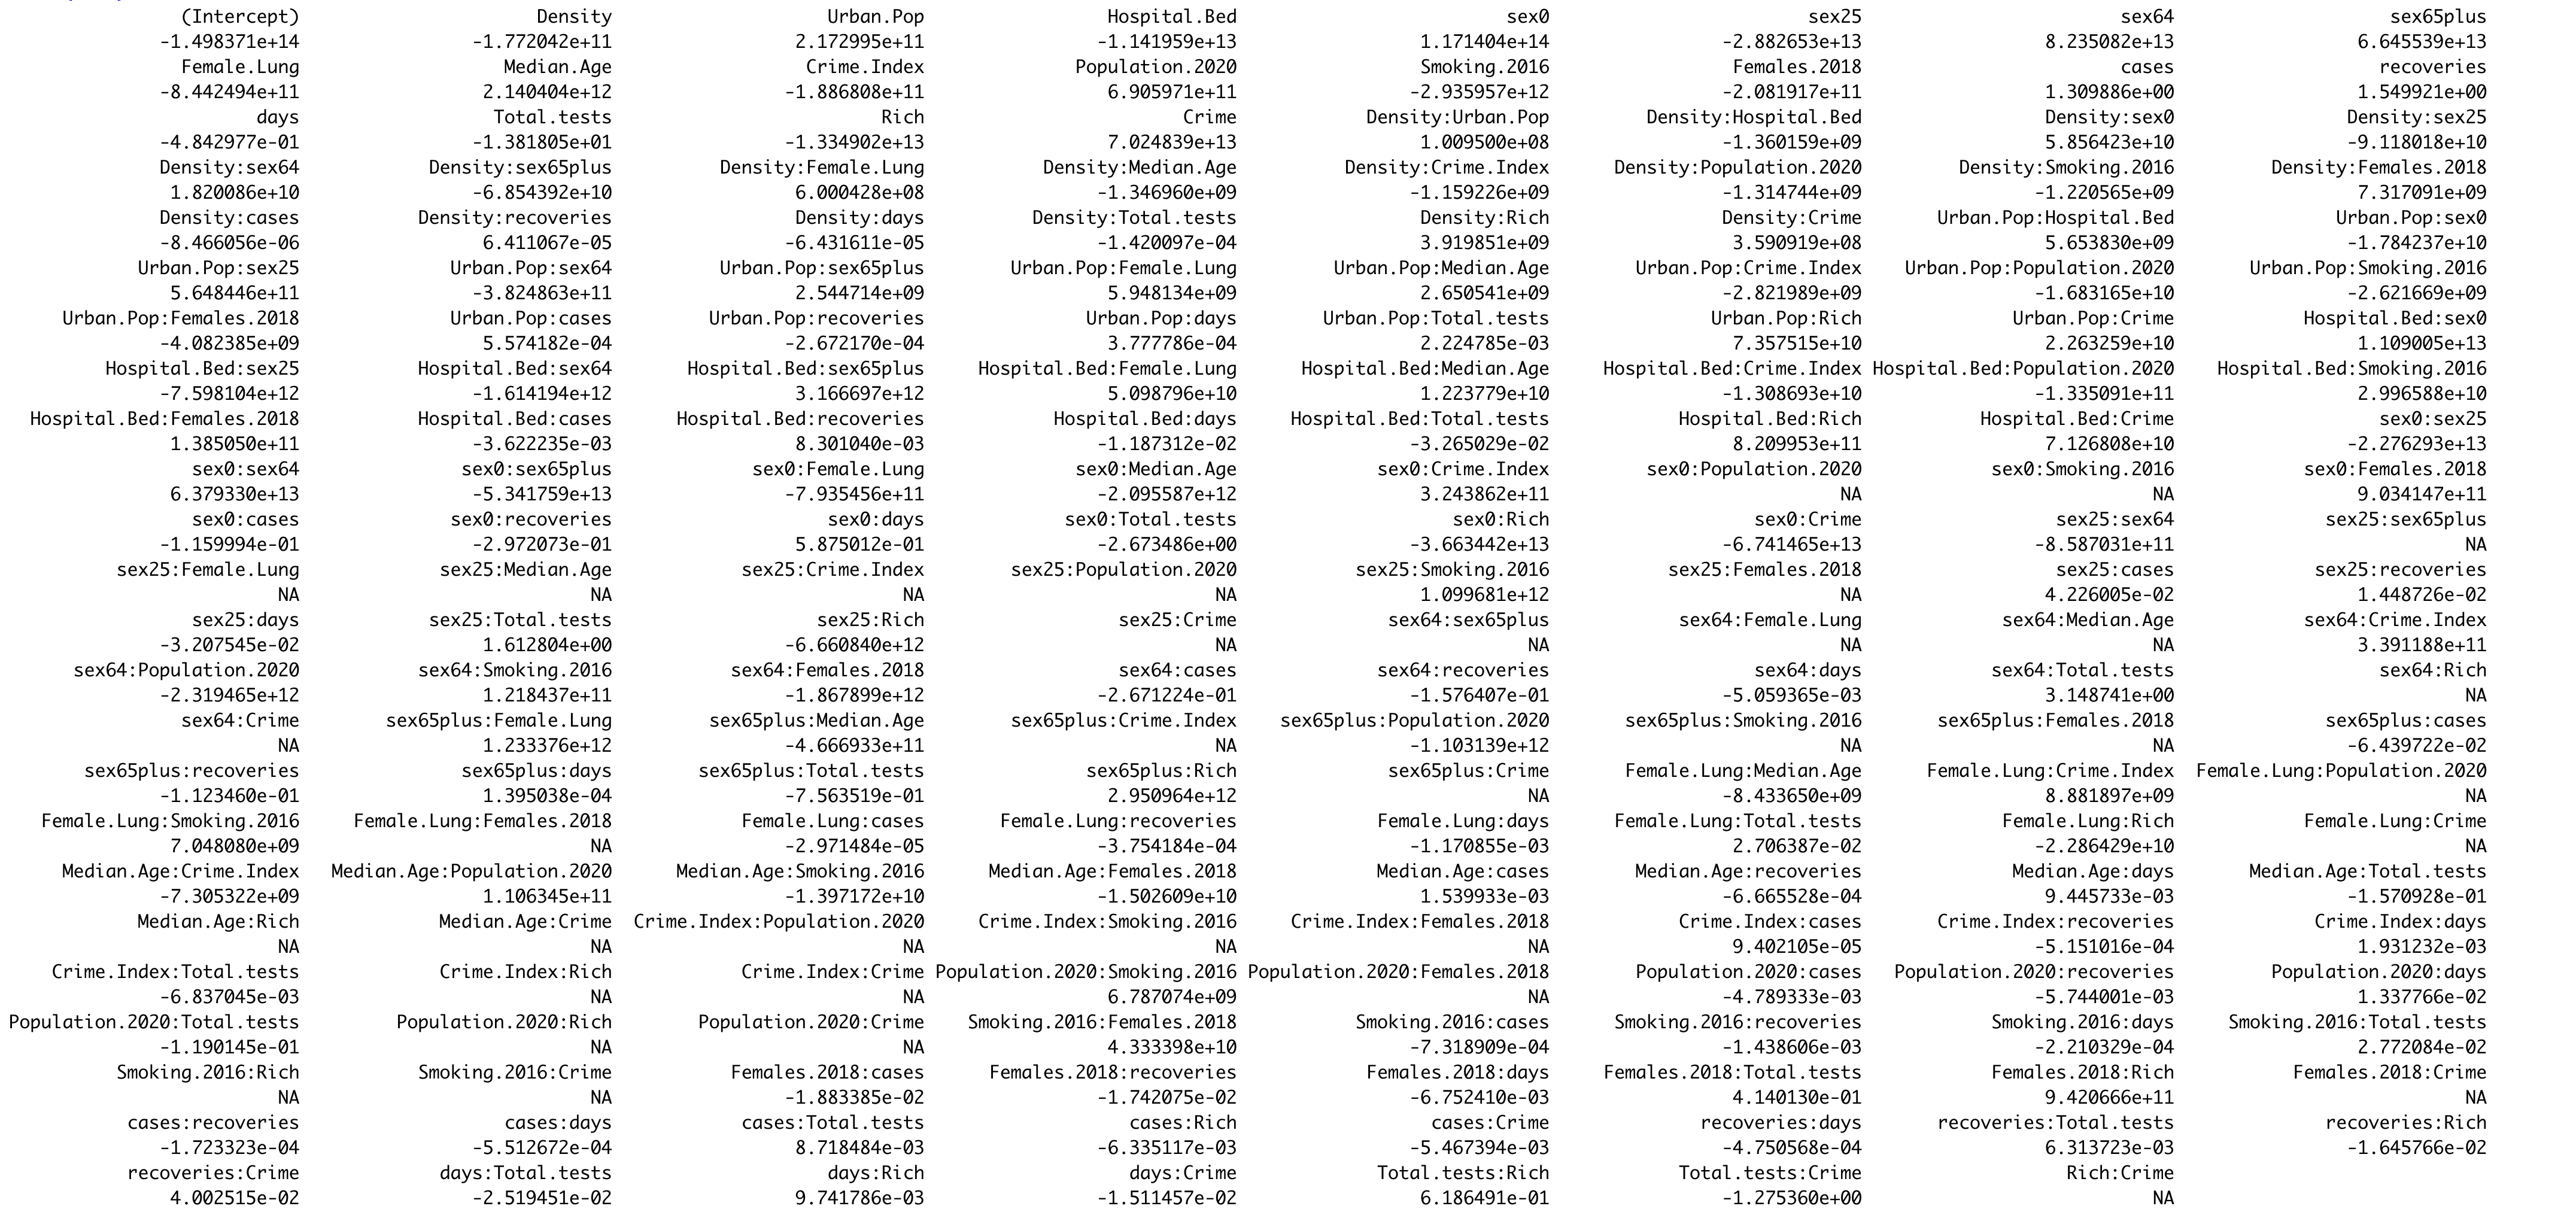 (Intercept) Density Urban.Pop Hospital.Bed sex0 sex25 sex64 sex65plus
-1.498371e+14 -1.772042e+11 2.172995e+11 -1.141959e+13 1.171404e+14 -2.882653e+13 8.235082e+13 6.645539e+13
Female.Lung Median.Age Crime.Index Population.2020 Smoking.2016 Females.2018 cases recoveries
-8.442494e+11 2.140404e+12 -1.886808e+11 6.905971e+11 -2.935957e+12 -2.081917e+11 1.309886e+00 1.549921e+00
days Total.tests Rich Crime Density:Urban.Pop Density:Hospital.Bed Density:sex0 Density:sex25
-4.842977e-01 -1.381805e+01 -1.334902e+13 7.024839e+13 1.009500e+08 -1.360159e+09 5.856423e+10 -9.118018e+10
Density:sex64 Density:sex65plus Density:Female.Lung Density:Median.Age Density:Crime.Index Density:Population.2020 Density:Smoking.2016 Density:Females.2018
1.820086e+10 -6.854392e+10 6.000428e+08 -1.346960e+09 -1.159226e+09 -1.314744e+09 -1.220565e+09 7.317091e+09
Density:cases Density:recoveries Density:days Density:Total.tests Density:Rich Density:Crime Urban.Pop:Hospital.Bed Urban.Pop:sex0
-8.466056e-06 6.411067e-05 -6.431611e-05 -1.420097e-04 3.919851e+09 3.590919e+08 5.653830e+09 -1.784237e+10
Urban.Pop:sex25 Urban.Pop:sex64 Urban.Pop:sex65plus Urban.Pop:Female.Lung Urban.Pop:Median.Age Urban.Pop:Crime.Index Urban.Pop:Population.2020 Urban.Pop:Smoking.2016
5.648446e+11 -3.824863e+11 2.544714e+09 5.948134e+09 2.650541e+09 -2.821989e+09 -1.683165e+10 -2.621669e+09
Urban.Pop:Females.2018 Urban.Pop:cases Urban.Pop:recoveries Urban.Pop:days Urban.Pop:Total.tests Urban.Pop:Rich Urban.Pop:Crime Hospital.Bed:sex0
-4.082385e+09 5.574182e-04 -2.672170e-04 3.777786e-04 2.224785e-03 7.357515e+10 2.263259e+10 1.109005e+13
Hospital.Bed:sex25 Hospital.Bed:sex64 Hospital.Bed:sex65plus Hospital.Bed:Female.Lung Hospital.Bed:Median.Age Hospital.Bed:Crime.Index Hospital.Bed:Population.2020 Hospital.Bed:Smoking.2016
-7.598104e+12 -1.614194e+12 3.166697e+12 5.098796e+10 1.223779e+10 -1.308693e+10 -1.335091e+11 2.996588e+10
Hospital.Bed:Females.2018 Hospital.Bed:cases Hospital.Bed:recoveries Hospital.Bed:days Hospital.Bed:Total.tests Hospital.Bed:Rich Hospital.Bed:Crime sex0:sex25
1.385050e+11 -3.622235e-03 8.301040e-03 -1.187312e-02 -3.265029e-02 8.209953e+11 7.126808e+10 -2.276293e+13
sex0:sex64 sex0:sex65plus sex0:Female.Lung sex0:Median.Age sex0:Crime.Index sex0:Population.2020 sex0:Smoking.2016 sex0:Females.2018
6.379330e+13 -5.341759e+13 -7.935456e+11 -2.095587e+12 3.243862e+11 NA NA 9.034147e+11
sex0:cases sex0:recoveries sex0:days sex0:Total.tests sex0:Rich sex0:Crime sex25:sex64 sex25:sex65plus
-1.159994e-01 -2.972073e-01 5.875012e-01 -2.673486e+00 -3.663442e+13 -6.741465e+13 -8.587031e+11 NA
sex25:Female.Lung sex25:Median.Age sex25:Crime.Index sex25:Population.2020 sex25:Smoking.2016 sex25:Females.2018 sex25:cases sex25:recoveries
NA NA NA NA 1.099681e+12 NA 4.226005e-02 1.448726e-02
sex25:days sex25:Total.tests sex25:Rich sex25:Crime sex64:sex65plus sex64:Female.Lung sex64:Median.Age sex64:Crime.Index
-3.207545e-02 1.612804e+00 -6.660840e+12 NA NA NA NA 3.391188e+11
sex64:Population.2020 sex64:Smoking.2016 sex64:Females.2018 sex64:cases sex64:recoveries sex64:days sex64:Total.tests sex64:Rich
-2.319465e+12 1.218437e+11 -1.867899e+12 -2.671224e-01 -1.576407e-01 -5.059365e-03 3.148741e+00 NA
sex64:Crime sex65plus:Female.Lung sex65plus:Median.Age sex65plus:Crime.Index sex65plus:Population.2020 sex65plus:Smoking.2016 sex65plus:Females.2018 sex65plus:cases
NA 1.233376e+12 -4.666933e+11 NA -1.103139e+12 NA NA -6.439722e-02
sex65plus:recoveries sex65plus:days sex65plus:Total.tests sex65plus:Rich sex65plus:Crime Female.Lung:Median.Age Female.Lung:Crime.Index Female.Lung:Population.2020
-1.123460e-01 1.395038e-04 -7.563519e-01 2.950964e+12 NA -8.433650e+09 8.881897e+09 NA
Female.Lung:Smoking.2016 Female.Lung:Females.2018 Female.Lung:cases Female.Lung:recoveries Female.Lung:days Female.Lung:Total.tests Female.Lung:Rich Female.Lung:Crime
7.048080e+09 NA -2.971484e-05 -3.754184e-04 -1.170855e-03 2.706387e-02 -2.286429e+10 NA
Median.Age:Crime.Index Median.Age:Population.2020 Median.Age:Smoking.2016 Median.Age:Females.2018 Median.Age:cases Median.Age:recoveries Median.Age:days Median.Age:Total.tests
-7.305322e+09 1.106345e+11 -1.397172e+10 -1.502609e+10 1.539933e-03 -6.665528e-04 9.445733e-03 -1.570928e-01
Median.Age:Rich Median.Age:Crime Crime.Index:Population.2020 Crime.Index:Smoking.2016 Crime.Index:Females.2018 Crime.Index:cases Crime.Index:recoveries Crime.Index:days
NA NA NA NA NA 9.402105e-05 -5.151016e-04 1.931232e-03
Crime.Index:Total.tests Crime.Index:Rich Crime.Index:Crime Population.2020:Smoking.2016 Population.2020:Females.2018 Population.2020:cases Population.2020:recoveries Population.2020:days
-6.837045e-03 NA NA 6.787074e+09 NA -4.789333e-03 -5.744001e-03 1.337766e-02
Population.2020:Total.tests Population.2020:Rich Population.2020:Crime Smoking.2016:Females.2018 Smoking.2016:cases Smoking.2016:recoveries Smoking.2016:days Smoking.2016:Total.tests
-1.190145e-01 NA NA 4.333398e+10 -7.318909e-04 -1.438606e-03 -2.210329e-04 2.772084e-02
Smoking.2016:Rich Smoking.2016:Crime Females.2018:cases Females.2018:recoveries Females.2018:days Females.2018:Total.tests Females.2018:Rich Females.2018:Crime
NA NA -1.883385e-02 -1.742075e-02 -6.752410e-03 4.140130e-01 9.420666e+11 NA
cases:recoveries cases:days cases:Total.tests cases:Rich cases:Crime recoveries:days recoveries:Total.tests recoveries:Rich
-1.723323e-04 -5.512672e-04 8.718484e-03 -6.335117e-03 -5.467394e-03 -4.750568e-04 6.313723e-03 -1.645766e-02
recoveries:Crime days:Total.tests days:Rich days:Crime Total.tests:Rich Total.tests:Crime Rich:Crime
4.002515e-02 -2.519451e-02 9.741786e-03 -1.511457e-02 6.186491e-01 -1.275360e+00 NA